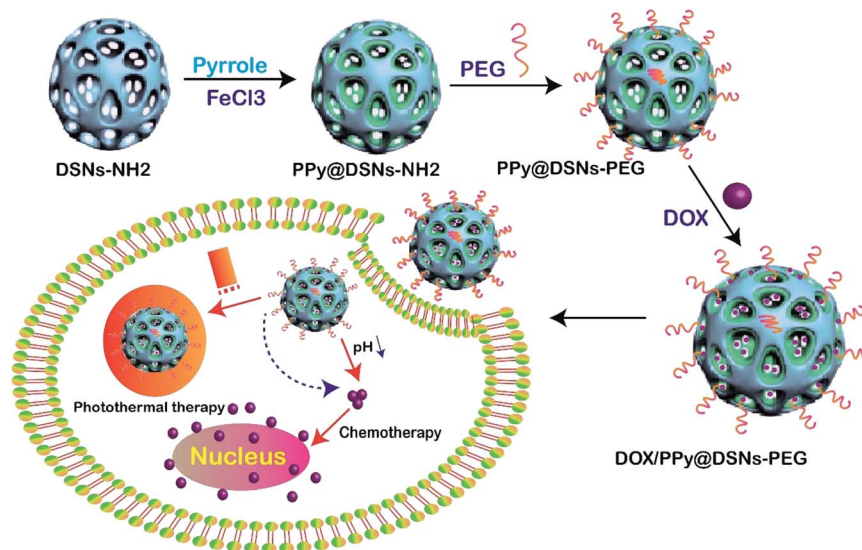 Pyrrole
FeCl3
PEG
DSNs-NH2
PPy@DSNs-NH2
PPy@DSNs-PEG
DOX
pH
Photothermal therapy
Chemotherapy
Nucleus
DOX/PPy@DSNs-PEG